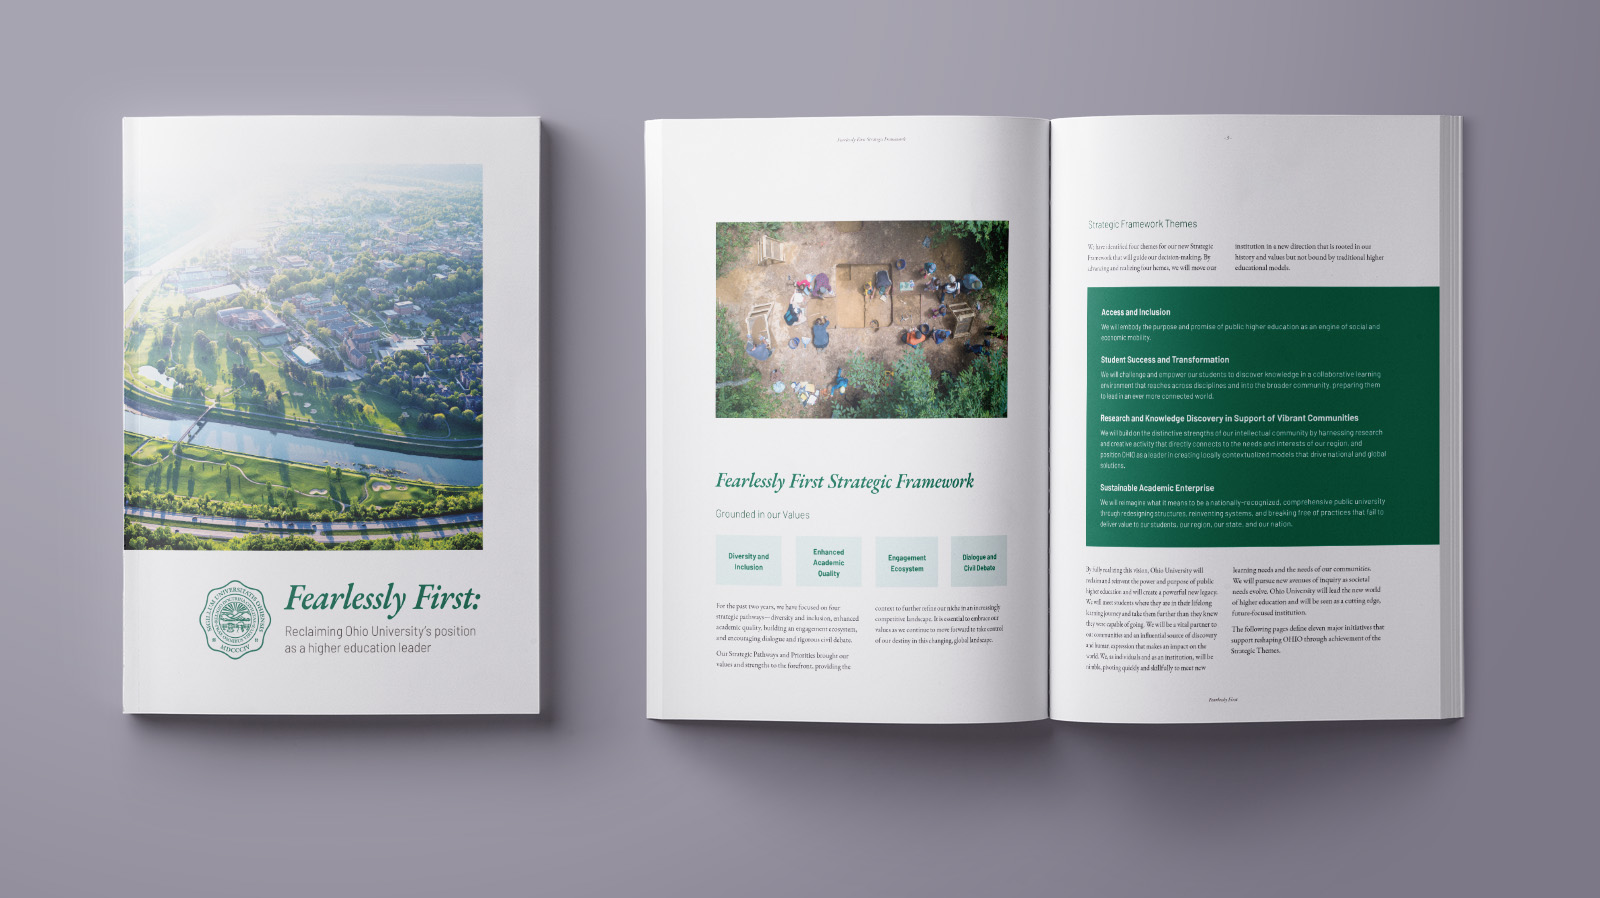 SIGILLUM UNIVERSITATIS OHIENSIS
MDCCCIV
Fearlessly First:
Reclaiming Ohio University's position
as a higher education leader
Fearlessly First Strategic Framework
Fearlessly First Strategic Framework
Grounded in our Values
Diversity and
Inclusion
Enhanced
Academic
Quality
Engagement
Ecosystem
Dialogue and
Civil Debate
For the past two years, we have focused on four
strategic pathways—diversity and inclusion, enhanced
academic quality, building an engagement ecosystem,
and encouraging dialogue and rigorous civil debate.
Our Strategic Pathways and Priorities brought our
values and strengths to the forefront, providing the
context to further refine our niche in an increasingly
competitive landscape. It is essential to embrace our
values as we continue to move forward to take control
of our destiny in this changing, global landscape.
Strategic Framework Themes
We have identified four themes for our new Strategic
Framework that will guide our decision-making. By
advancing and realizing four themes, we will move our
institution in a new direction that is rooted in our
history and values but not bound by traditional higher
educational models.
Access and Inclusion
We will embody the purpose and promise of public higher education as an engine of social and
economic mobility.
Student Success and Transformation
We will challenge and empower our students to discover knowledge in a collaborative learning
environment that reaches across disciplines and into the broader community, preparing them
to lead in an ever more connected world.
Research and Knowledge Discovery in Support of Vibrant Communities
We will build on the distinctive strengths of our intellectual community by harnessing research
and creative activity that directly connects to the needs and interests of our region, and
position OHIO as a leader in creating locally contextualized models that drive national and global
solutions.
Sustainable Academic Enterprise
We will reimagine what it means to be a nationally-recognized, comprehensive public university
through redesigning structures, reinventing systems, and breaking free of practices that fail to
deliver value to our students, our region, our state, and our nation.
By fully realizing this vision, Ohio University will
reclaim and reinvent the power and purpose of public
higher education and will create a powerful new legacy.
We will meet students where they are in their lifelong
learning journey and take them further than they knew
they were capable of going. We will be a vital partner to
our communities and an influential source of discovery
and human expression that makes an impact on the
world. We, as individuals and as an institution, will be
nimble, pivoting quickly and skillfully to meet new
learning needs and the needs of our communities.
We will pursue new avenues of inquiry as societal
needs evolve. Ohio University will lead the new world
of higher education and will be seen as a cutting edge,
future-focused institution.
The following pages define eleven major initiatives that
support reshaping OHIO through achievement of the
Strategic Themes.
Fearlessly First